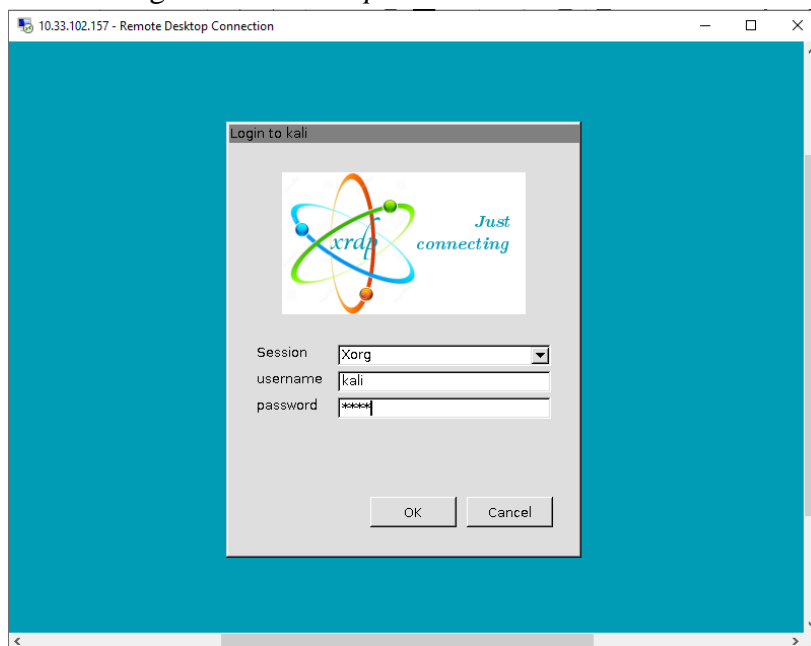 10.33.102.157 - Remote Desktop Connection
Login to kali
Just
xrdp connecting
Session Xorg
username kali
password ****
OK Cancel